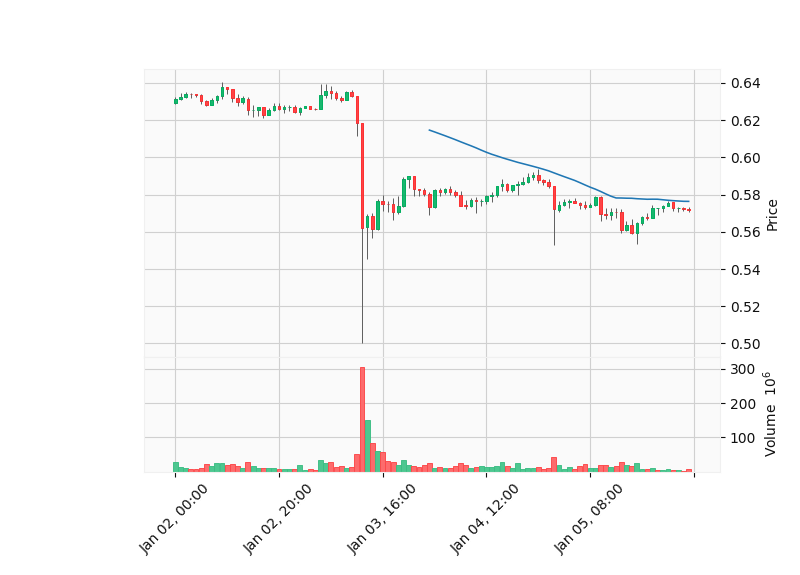 0.64
0.62
0.60
0.58
0.56
0.54
0.52
0.50
Price
300
200
100
Volume 10^6
Jan 02, 00:00
Jan 02, 20:00
Jan 03, 16:00
Jan 04, 12:00
Jan 05, 08:00